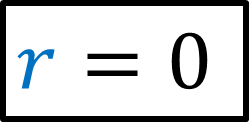 r = 0